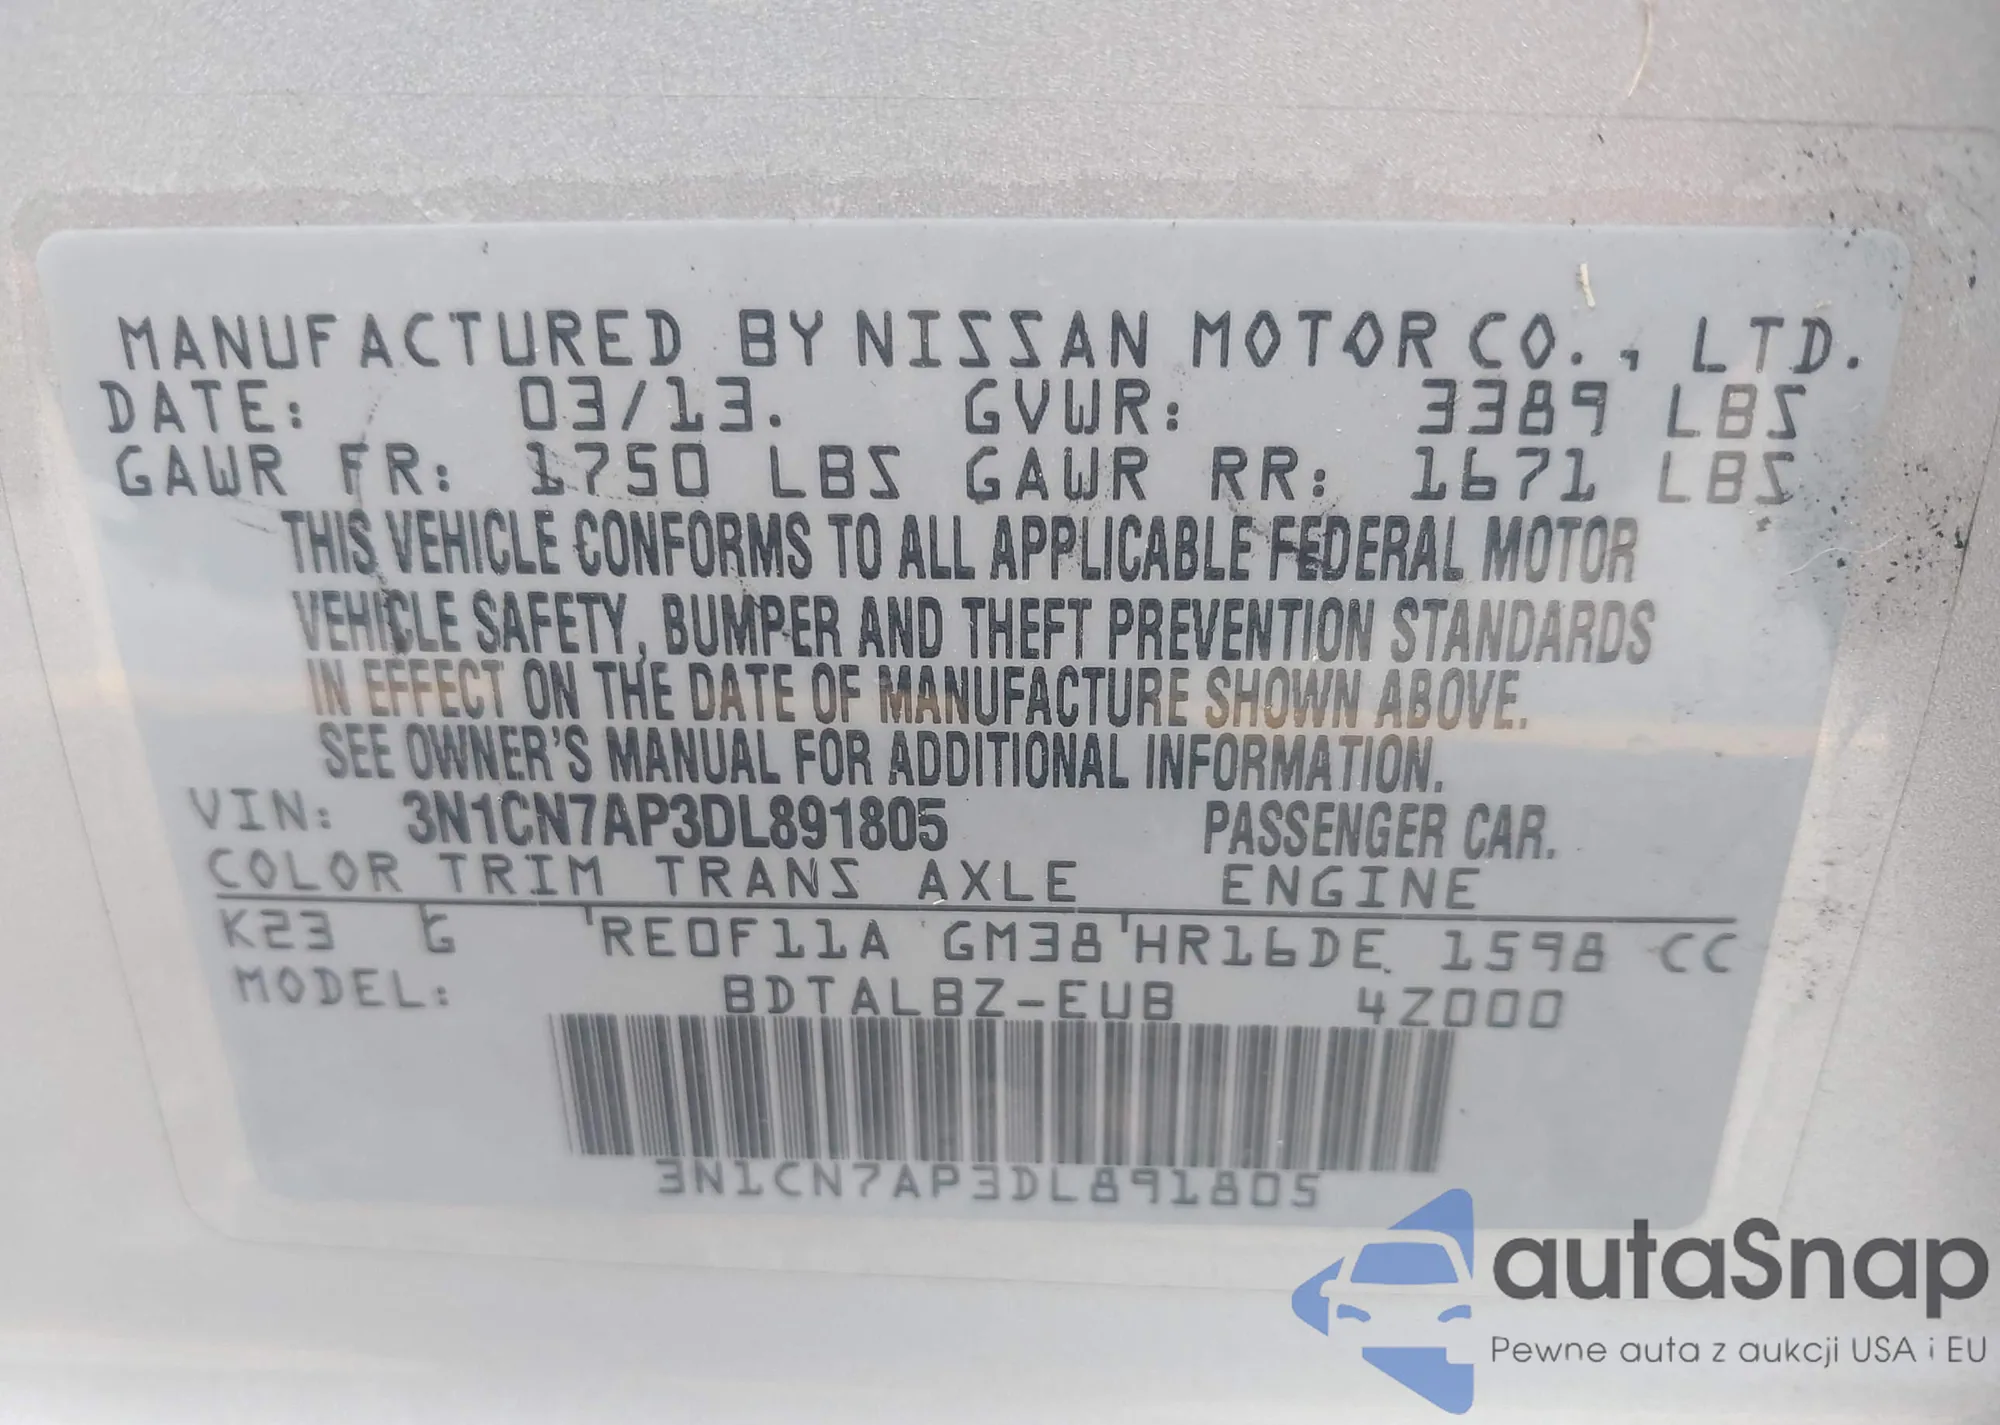 MANUFACTURED BY NISSAN MOTOR CO., LTD.
DATE: 03/13. GVWR: 3389 LBS
GAWR FR: 1750 LBS GAWR RR: 1671 LBS
THIS VEHICLE CONFORMS TO ALL APPLICABLE FEDERAL MOTOR
VEHICLE SAFETY, BUMPER AND THEFT PREVENTION STANDARDS
IN EFFECT ON THE DATE OF MANUFACTURE SHOWN ABOVE.
SEE OWNER'S MANUAL FOR ADDITIONAL INFORMATION.
VIN: 3N1CN7AP3DL891805 PASSENGER CAR.
COLOR TRIM TRANS AXLE ENGINE
K23 G RE0F11A GM38 HR16DE 1598 CC
MODEL: BDTALBZ-EUB 4Z000
3N1CN7AP3DL891805
autaSnap
Pewne auta z aukcji USA i EU